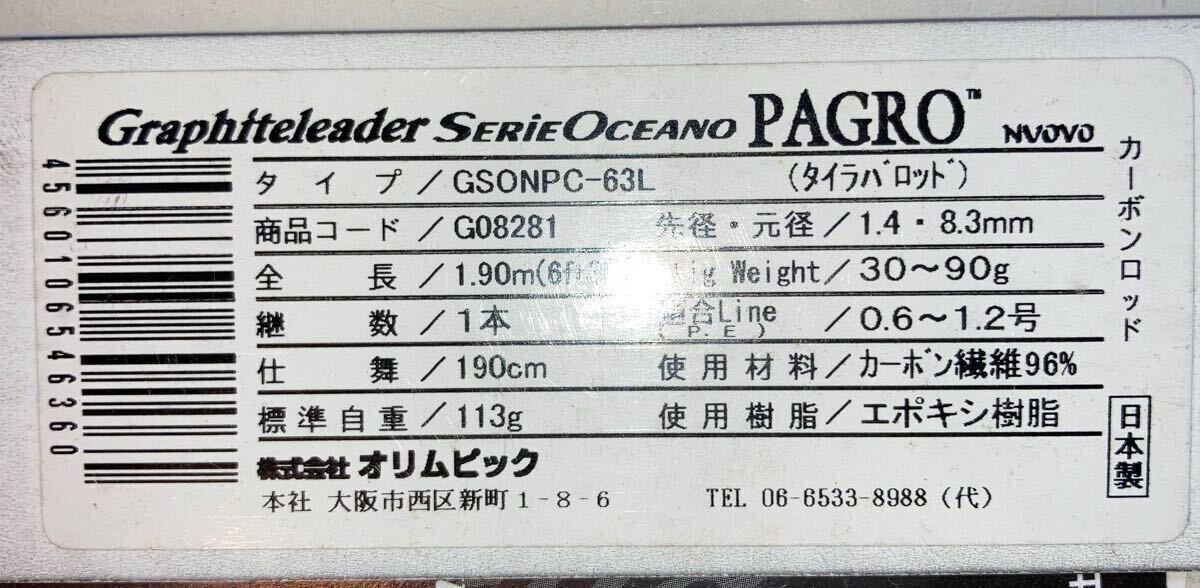 Graphiteleader SERIE OCEANO PAGRO™ NUOVO
タイプ/GSONPC-63L (タイラバロッド)
商品コード/G08281 先径・元径/1.4・8.3mm
全長/1.90m(6ft Weight/30〜90g
継数/1本 Line (P.E)/0.6〜1.2号
仕舞/190cm 使用材料/カーボン繊維96%
標準自重/113g 使用樹脂/エポキシ樹脂
株式会社 オリムピック
本社 大阪市西区新町1-8-6 TEL 06-6533-8988 (代)
カーボンロッド
日本製
4560106546360